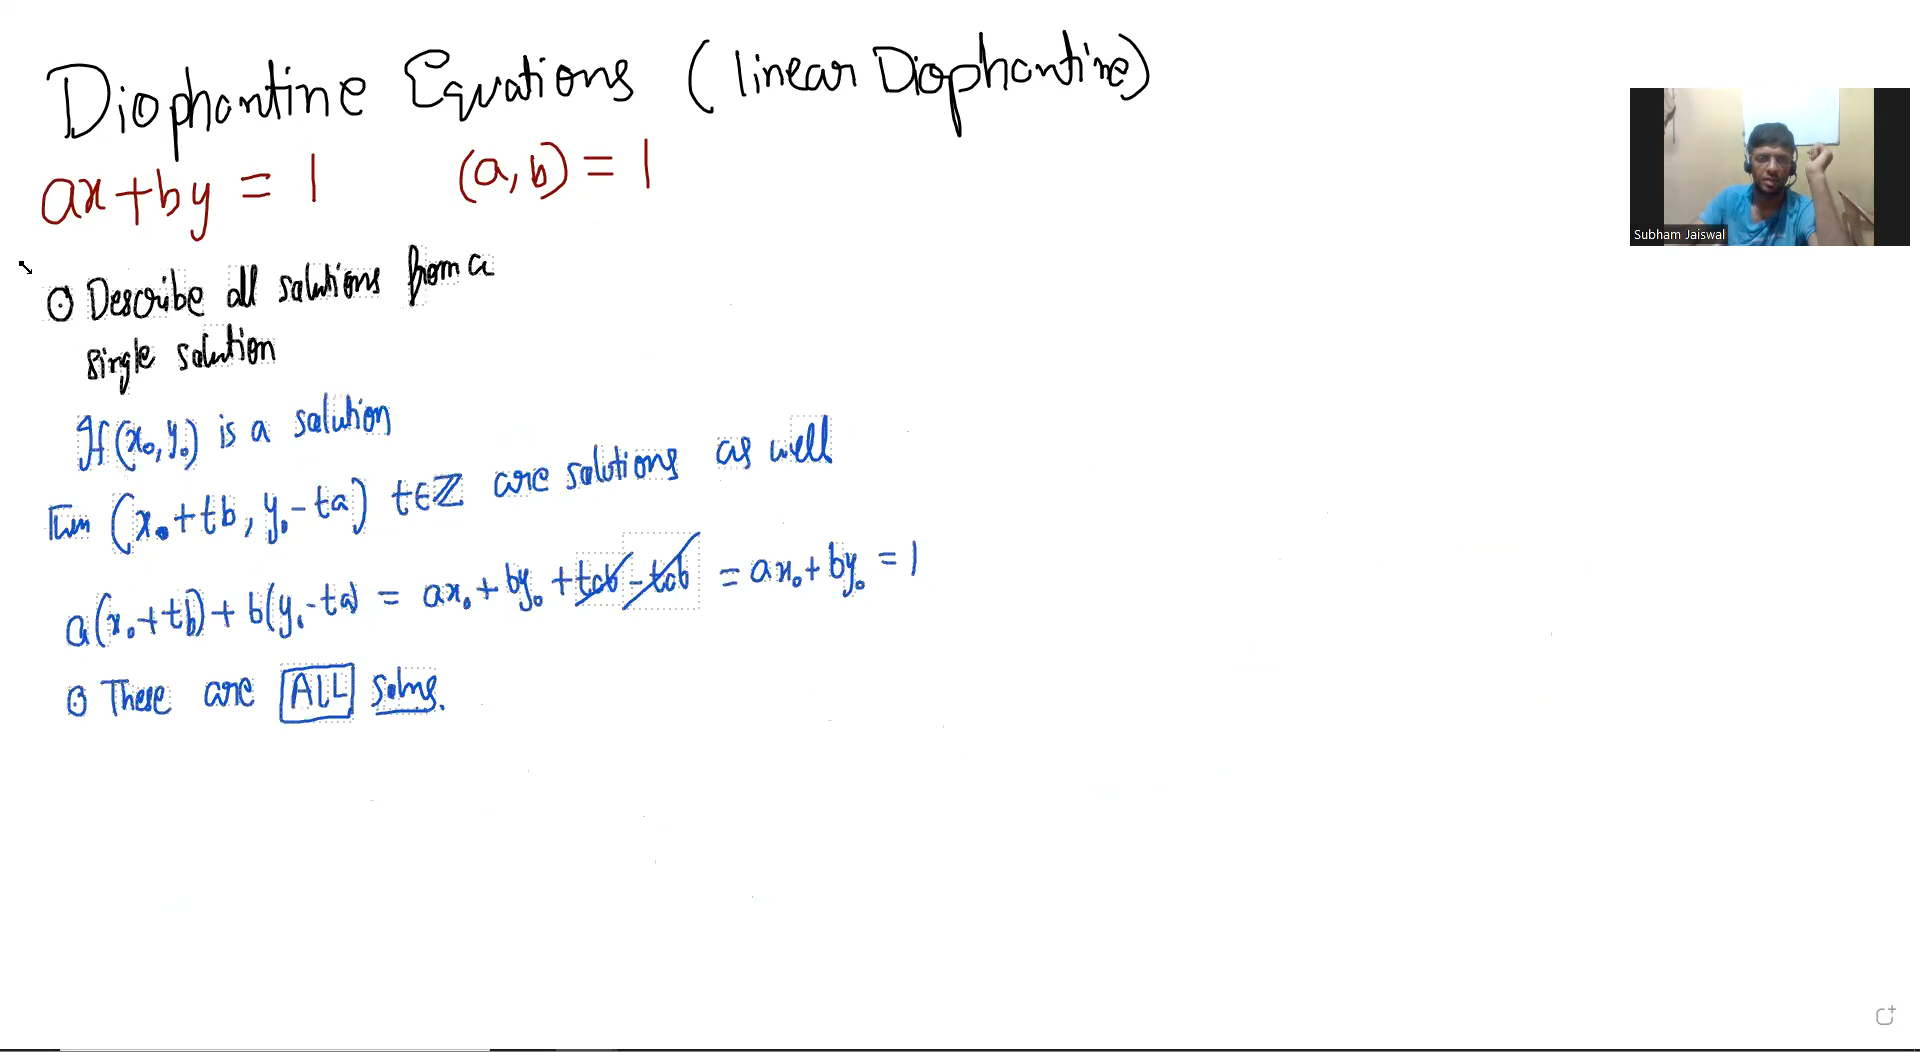 Diophantine Equations (linear Diophantine)
ax+by = 1 (a,b) = 1
Subham Jaiswal
⊙ Describe all solutions from a
single solution
If (x₀, y₀) is a solution
Then (x₀+tb, y₀-ta) t∈ℤ are solutions as well
a(x₀+tb)+b(y₀-ta) = ax₀+by₀+tab-tab = ax₀+by₀ = 1
⊙ These are ALL solns.